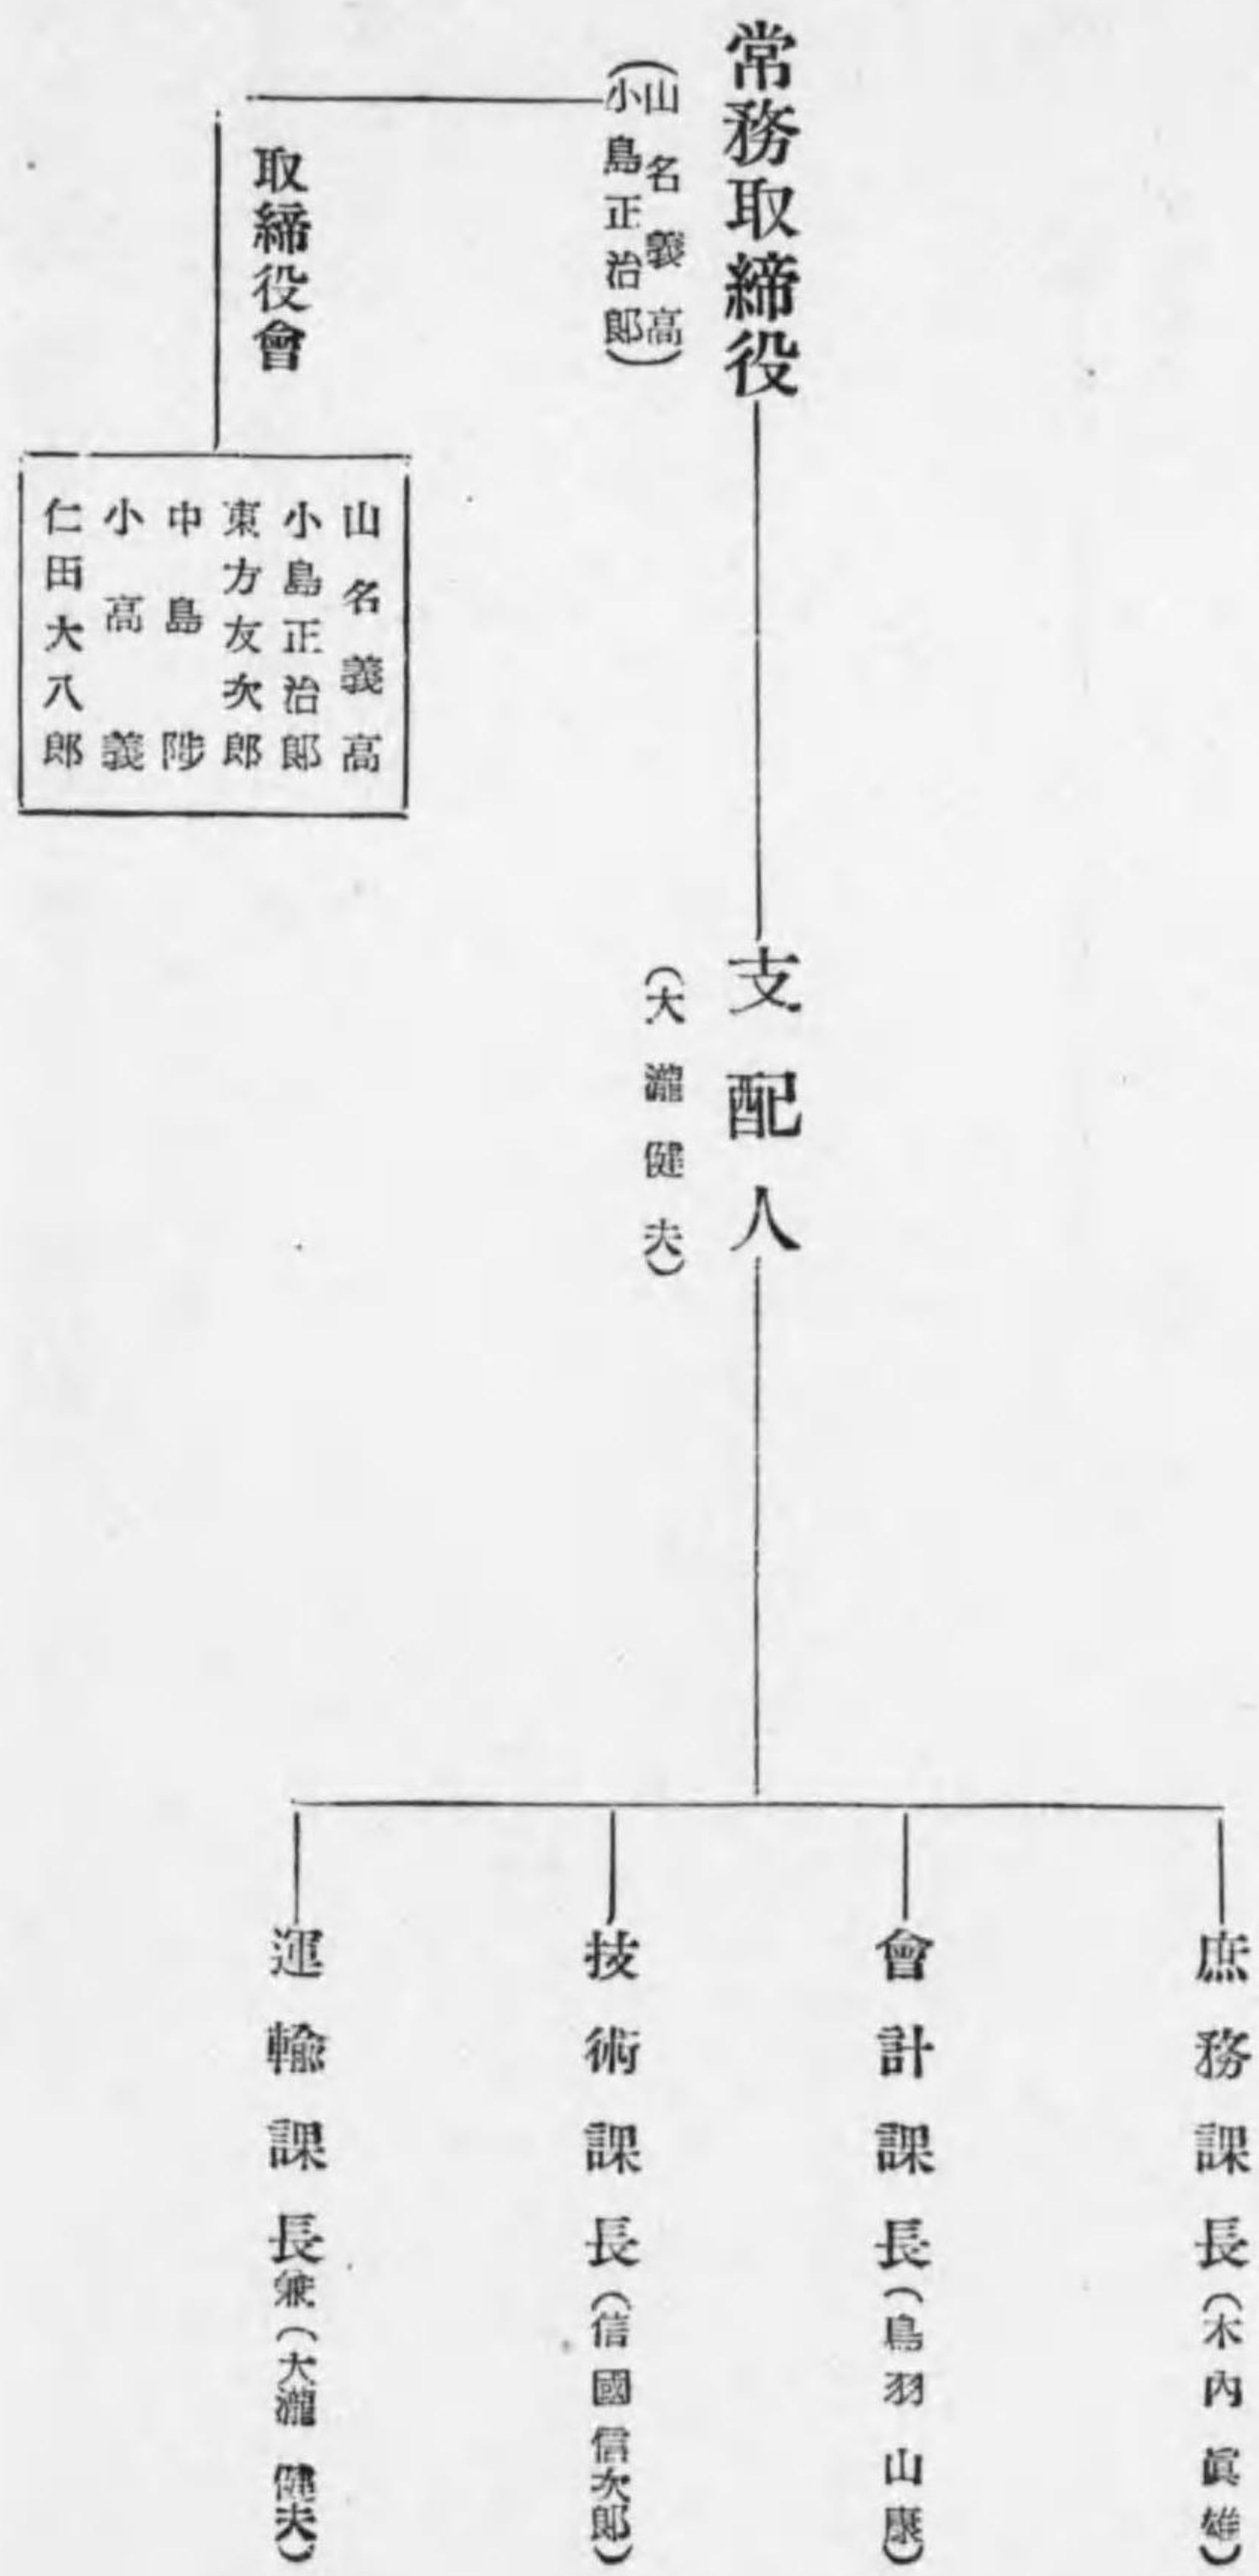 常務取締役
(山名義高
小島正治郎)
取締役會
山名義高
小島正治郎
東方友次郎
中島陟
小高義
仁田大八郎
支配人
(大瀧健夫)
庶務課長(木內眞雄)
會計課長(鳥羽山康)
技術課長(信國信次郎)
運輸課長兼(大瀧健夫)